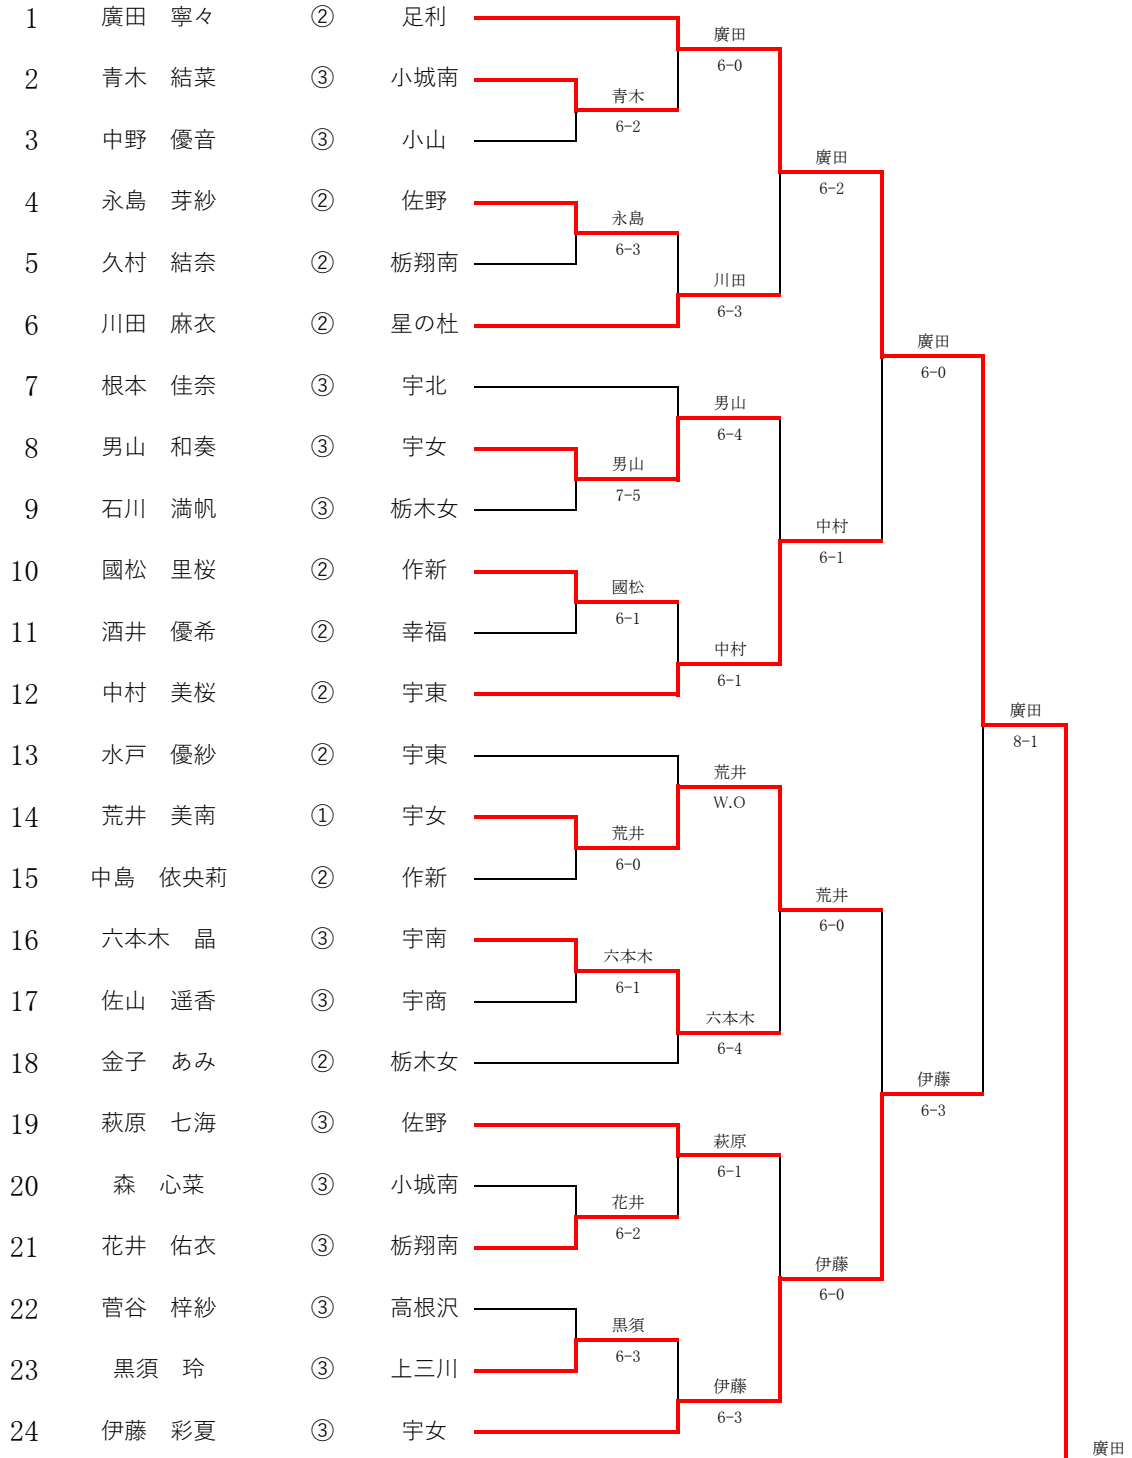 1 廣田 寧々 ② 足利
廣田
6-0
2 青木 結菜 ③ 小城南
青木
6-2
3 中野 優音 ③ 小山
廣田
6-2
4 永島 芽紗 ② 佐野
永島
6-3
5 久村 結奈 ② 栃翔南
川田
6-3
6 川田 麻衣 ② 星の杜
廣田
6-0
7 根本 佳奈 ③ 宇北
男山
6-4
8 男山 和奏 ③ 宇女
男山
7-5
9 石川 満帆 ③ 栃木女
中村
6-1
10 國松 里桜 ② 作新
國松
6-1
11 酒井 優希 ② 幸福
中村
6-1
12 中村 美桜 ② 宇東
廣田
8-1
13 水戸 優紗 ② 宇東
荒井
W.O
14 荒井 美南 ① 宇女
荒井
6-0
15 中島 依央莉 ② 作新
荒井
6-0
16 六本木 晶 ③ 宇南
六本木
6-1
17 佐山 遥香 ③ 宇商
六本木
6-4
18 金子 あみ ② 栃木女
伊藤
6-3
19 萩原 七海 ③ 佐野
萩原
6-1
20 森 心菜 ③ 小城南
花井
6-2
21 花井 佑衣 ③ 栃翔南
伊藤
6-0
22 菅谷 梓紗 ③ 高根沢
黒須
6-3
23 黒須 玲 ③ 上三川
伊藤
6-3
24 伊藤 彩夏 ③ 宇女
廣田